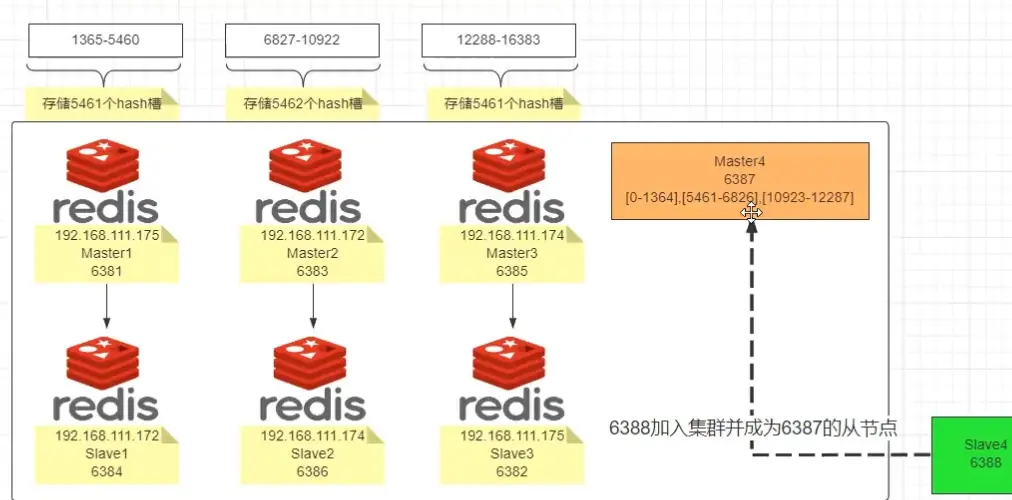 1365-5460
6827-10922
12288-16383
存储5461个hash槽
存储5462个hash槽
存储5461个hash槽
redis
redis
redis
192.168.111.175
Master1
6381
192.168.111.172
Master2
6383
192.168.111.174
Master3
6385
Master4
6387
[0-1364],[5461-6826],[10923-12287]
redis
redis
redis
192.168.111.172
Slave1
6384
192.168.111.174
Slave2
6386
192.168.111.175
Slave3
6382
6388加入集群并成为6387的从节点
Slave4
6388